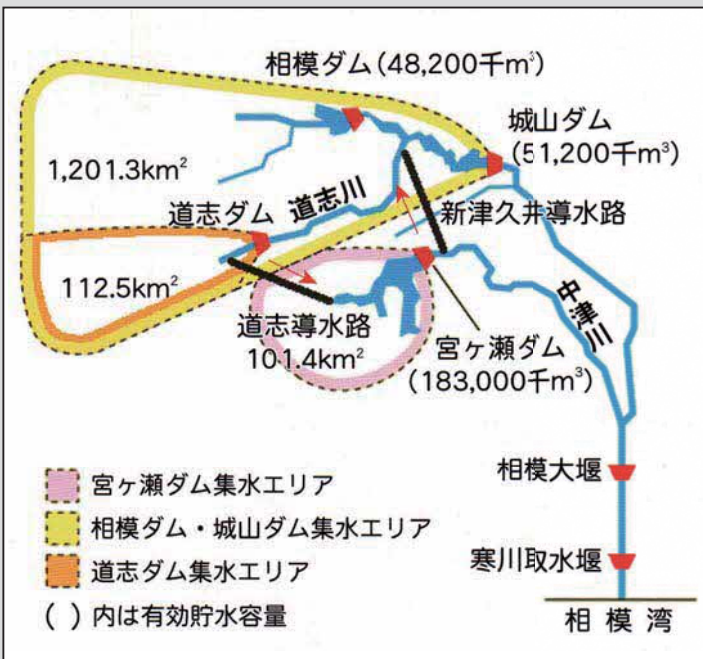 相模ダム(48,200千m³)
城山ダム
(51,200千m³)
1,201.3km²
道志ダム
道志川
新津久井導水路
112.5km²
道志導水路
101.4km²
中津川
宮ヶ瀬ダム
(183,000千m³)
宮ヶ瀬ダム集水エリア
相模ダム・城山ダム集水エリア
道志ダム集水エリア
( )内は有効貯水容量
相模大堰
寒川取水堰
相模湾